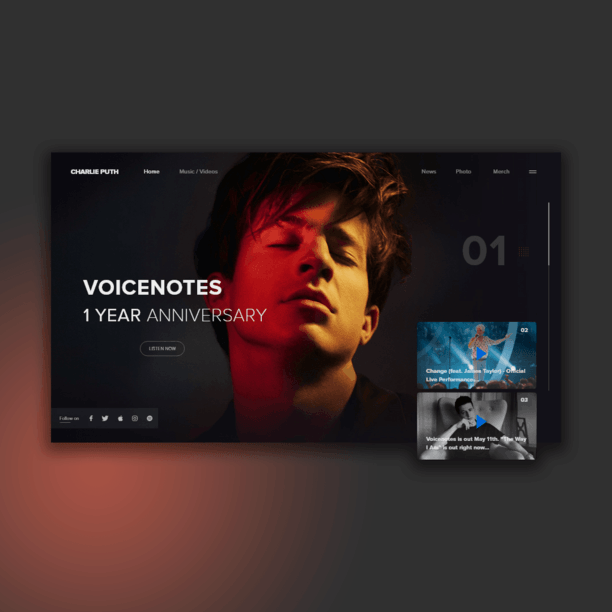 CHARLIE PUTH
Home
Music / Videos
News
Photo
Merch
01
VOICENOTES
1 YEAR ANNIVERSARY
LISTEN NOW
02
Change (feat. James Taylor) - Official
Live Performance...
03
Voicenotes is out May 11th. "The Way
I Am" is out right now...
Follow on